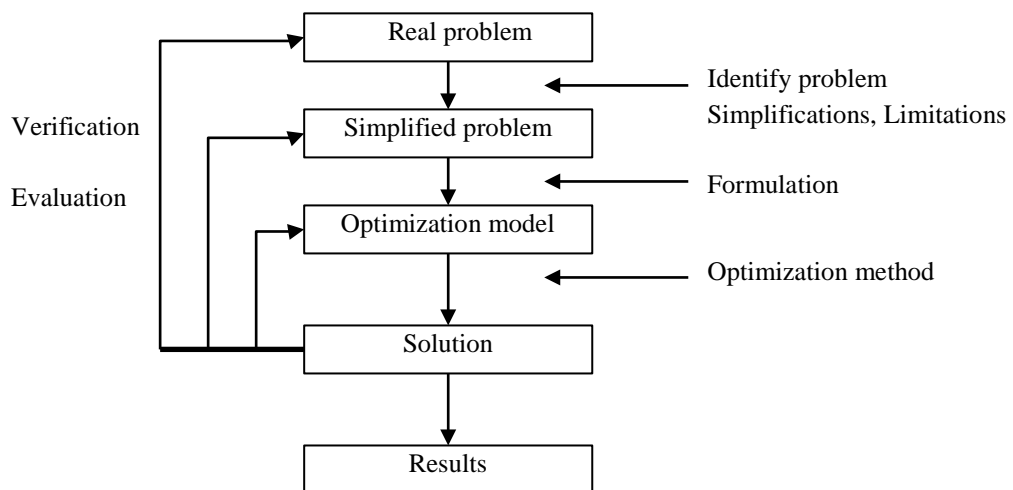 Real problem
Identify problem
Simplifications, Limitations
Verification
Simplified problem
Evaluation
Formulation
Optimization model
Optimization method
Solution
Results